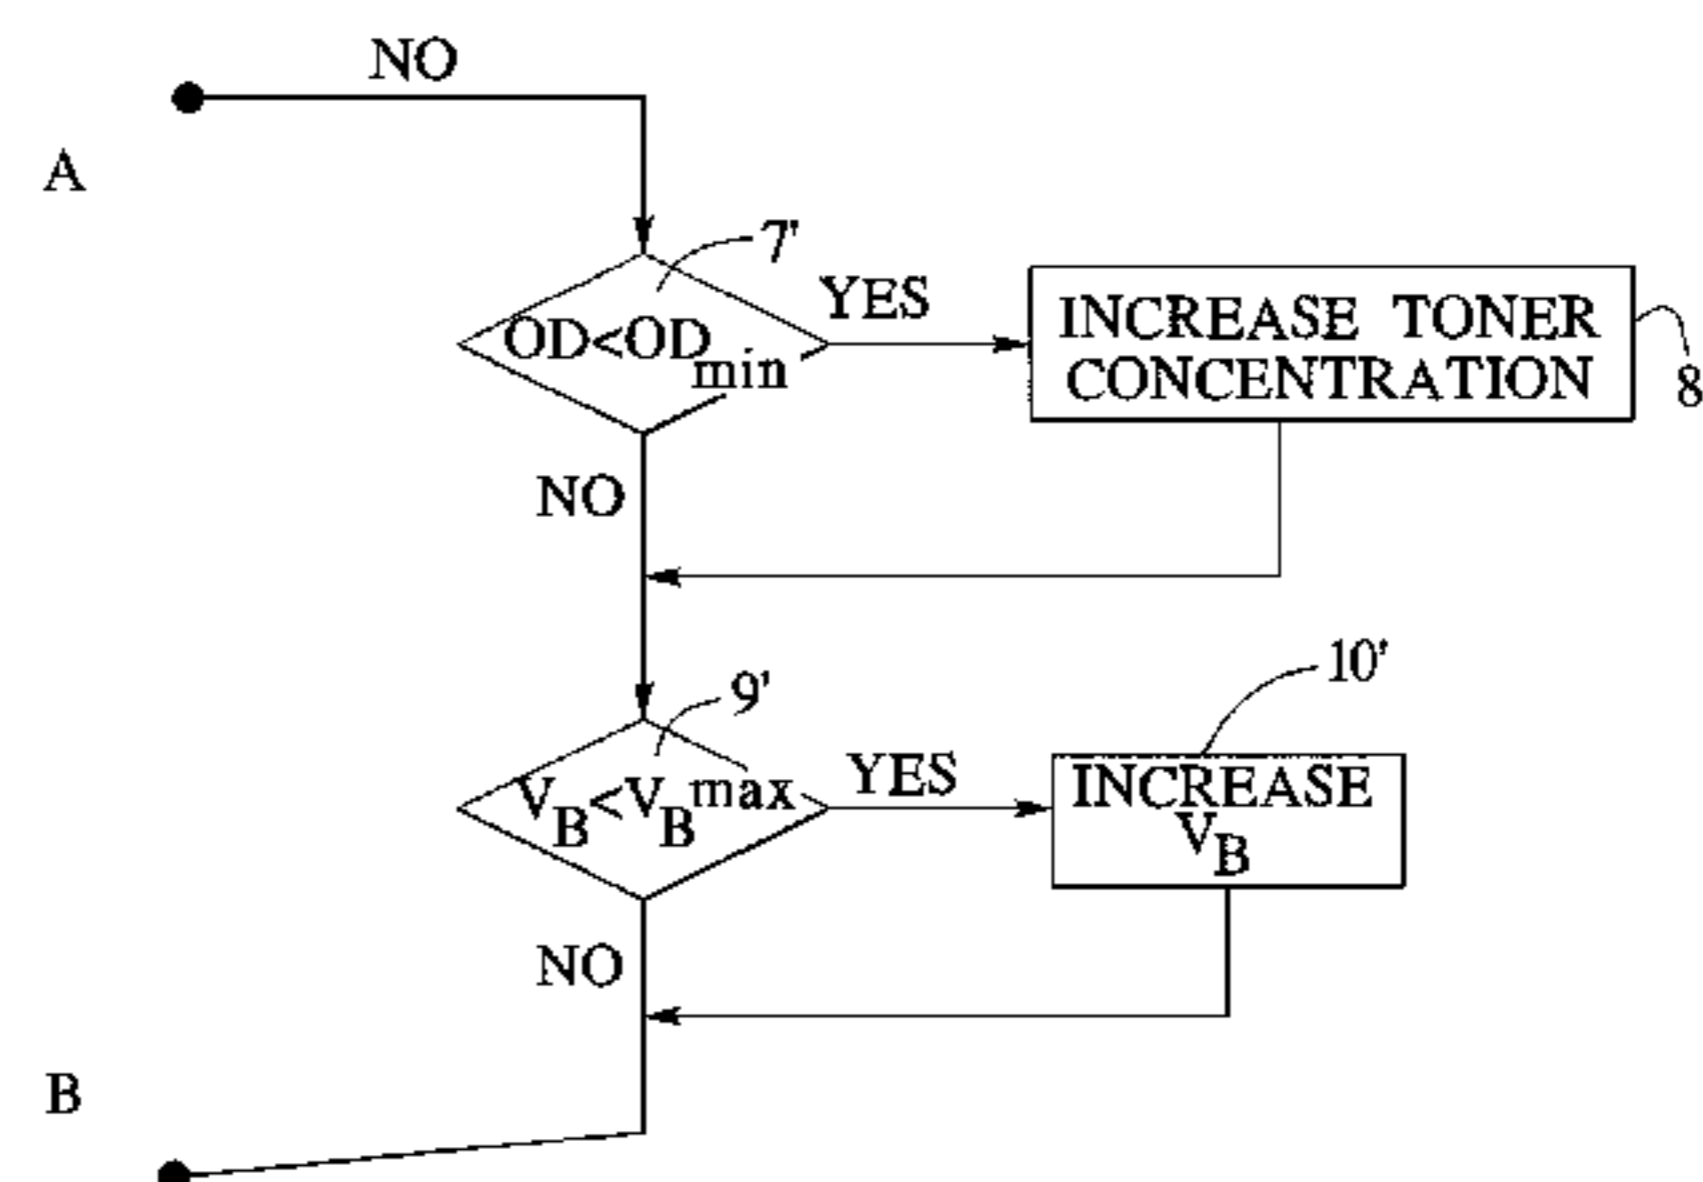 NO
A
7'
YES
OD<ODmin
INCREASE TONER
CONCENTRATION
8
NO
10'
9'
YES
VB<VBmax
INCREASE
VB
NO
B